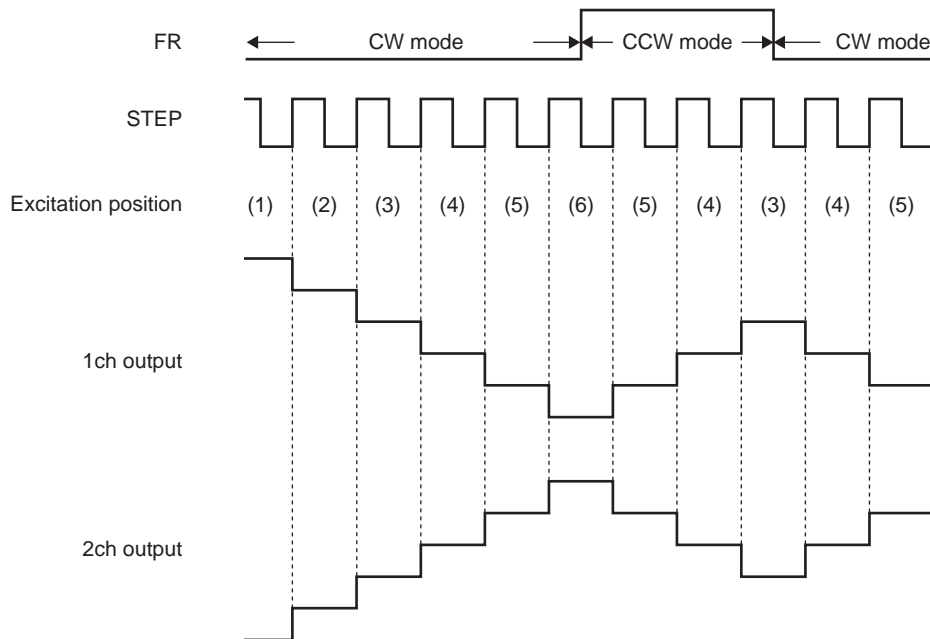 FR CW mode CCW mode CW mode
STEP
Excitation position (1) (2) (3) (4) (5) (6) (5) (4) (3) (4) (5)
1ch output
2ch output